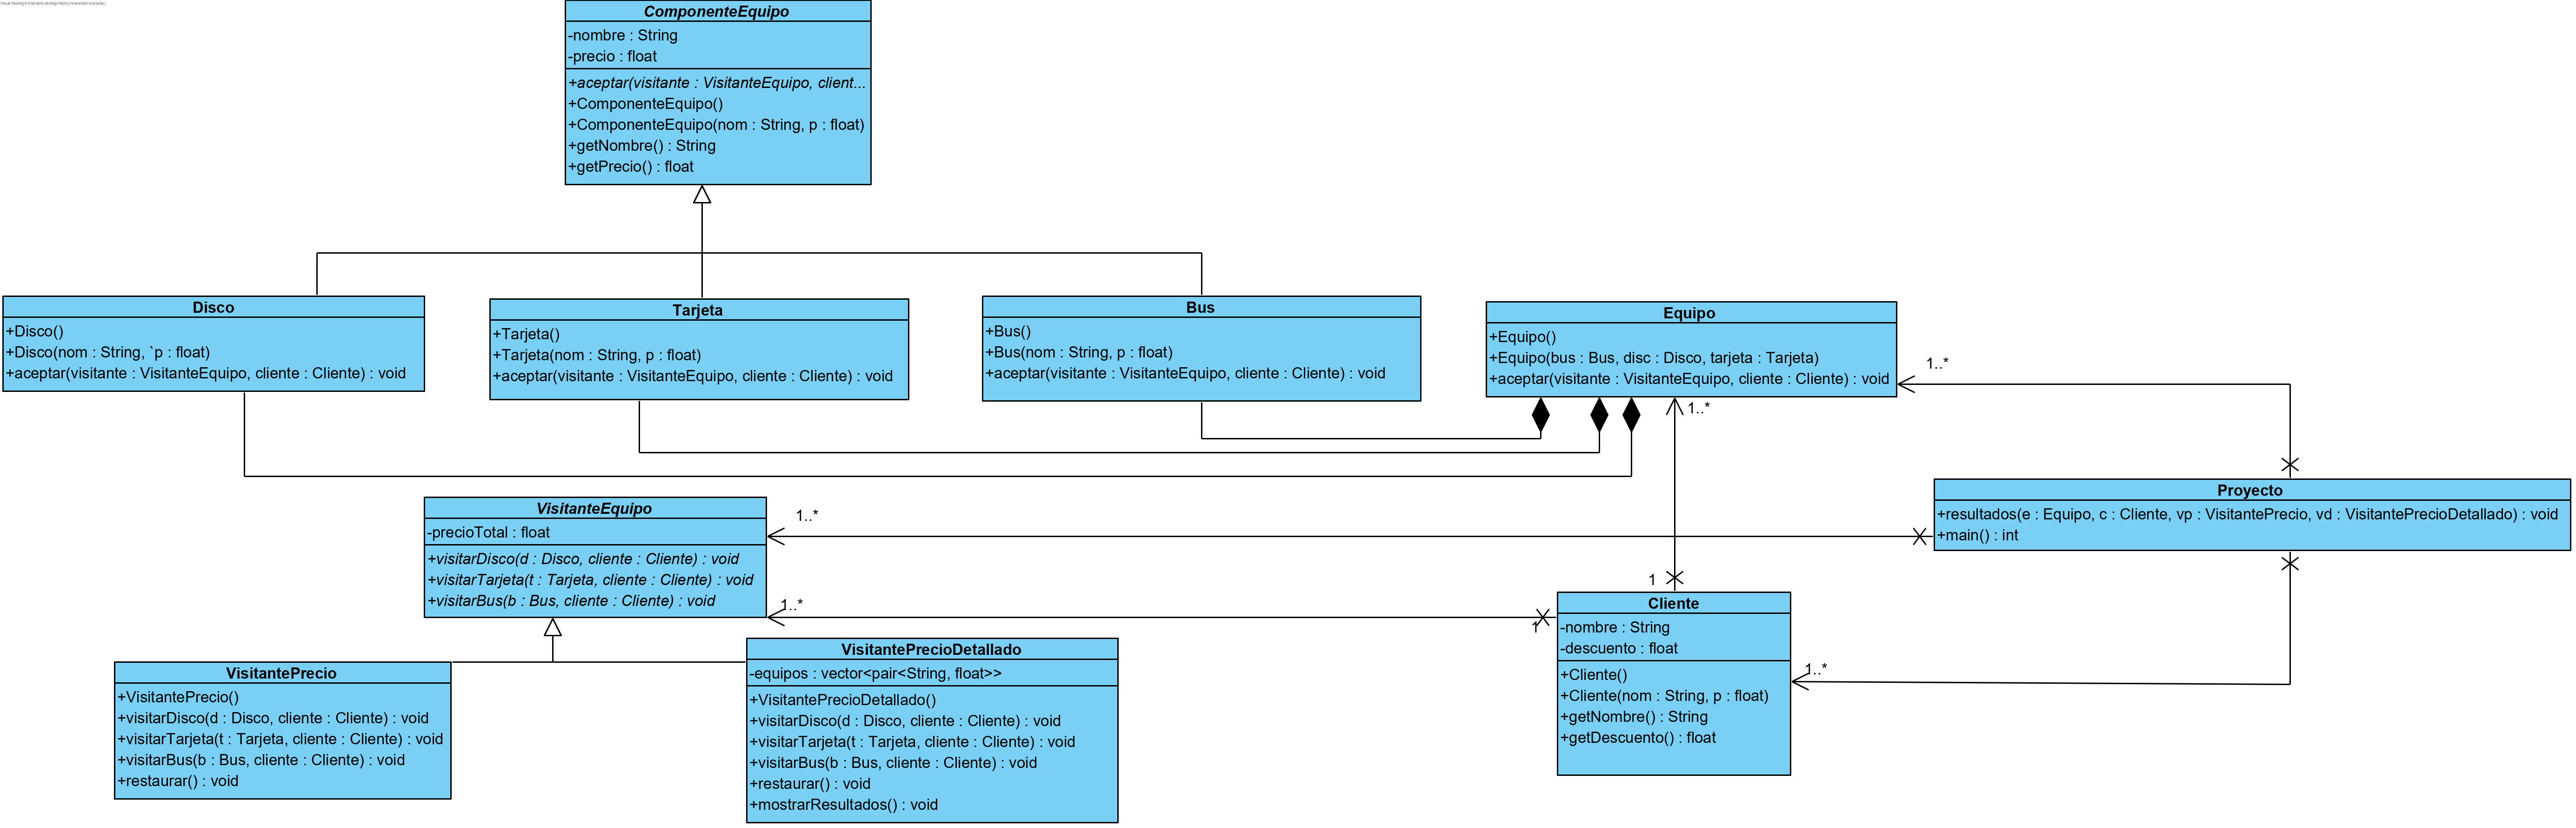 ComponenteEquipo
-nombre : String
-precio : float
+aceptar(visitante : VisitanteEquipo, client...
+ComponenteEquipo()
+ComponenteEquipo(nom : String, p : float)
+getNombre() : String
+getPrecio() : float
Disco
+Disco()
+Disco(nom : String, `p : float)
+aceptar(visitante : VisitanteEquipo, cliente : Cliente) : void
Tarjeta
+Tarjeta()
+Tarjeta(nom : String, p : float)
+aceptar(visitante : VisitanteEquipo, cliente : Cliente) : void
Bus
+Bus()
+Bus(nom : String, p : float)
+aceptar(visitante : VisitanteEquipo, cliente : Cliente) : void
Equipo
+Equipo()
+Equipo(bus : Bus, disc : Disco, tarjeta : Tarjeta)
+aceptar(visitante : VisitanteEquipo, cliente : Cliente) : void
1..*
1..*
Proyecto
+resultados(e : Equipo, c : Cliente, vp : VisitantePrecio, vd : VisitantePrecioDetallado) : void
+main() : int
VisitanteEquipo
-precioTotal : float
+visitarDisco(d : Disco, cliente : Cliente) : void
+visitarTarjeta(t : Tarjeta, cliente : Cliente) : void
+visitarBus(b : Bus, cliente : Cliente) : void
1..*
1..*
1
1
Cliente
-nombre : String
-descuento : float
+Cliente()
+Cliente(nom : String, p : float)
+getNombre() : String
+getDescuento() : float
1..*
VisitantePrecio
+VisitantePrecio()
+visitarDisco(d : Disco, cliente : Cliente) : void
+visitarTarjeta(t : Tarjeta, cliente : Cliente) : void
+visitarBus(b : Bus, cliente : Cliente) : void
+restaurar() : void
VisitantePrecioDetallado
-equipos : vector<pair<String, float>>
+VisitantePrecioDetallado()
+visitarDisco(d : Disco, cliente : Cliente) : void
+visitarTarjeta(t : Tarjeta, cliente : Cliente) : void
+visitarBus(b : Bus, cliente : Cliente) : void
+restaurar() : void
+mostrarResultados() : void